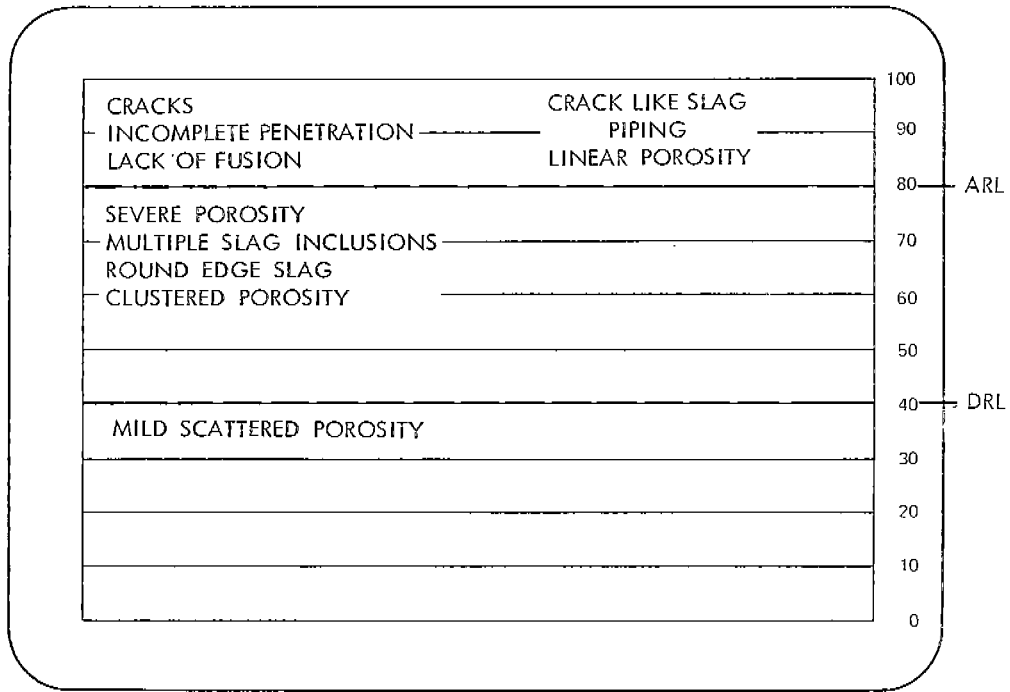 100
CRACKS CRACK LIKE SLAG
INCOMPLETE PENETRATION PIPING 90
LACK OF FUSION LINEAR POROSITY
80 ARL
SEVERE POROSITY
MULTIPLE SLAG INCLUSIONS 70
ROUND EDGE SLAG
CLUSTERED POROSITY 60
50
40 DRL
MILD SCATTERED POROSITY
30
20
10
0